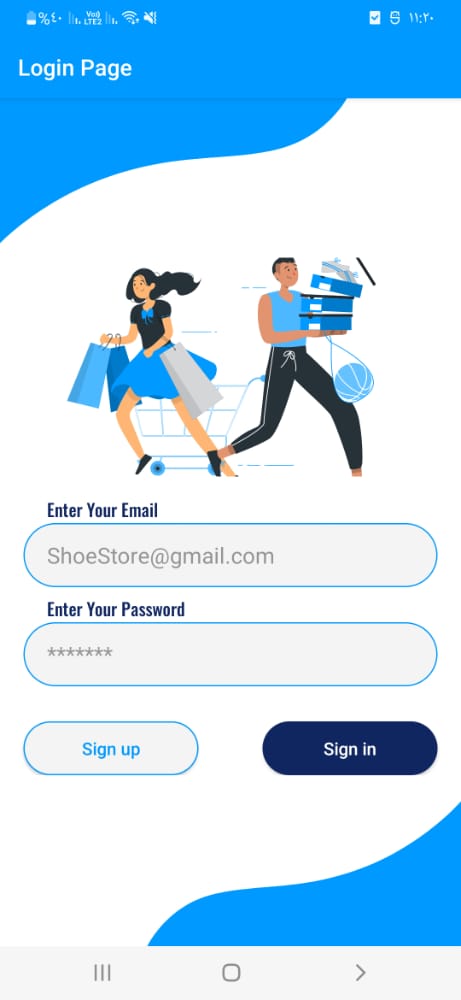 %٤٠ Vo)) LTE2 ١١:٢٠
Login Page
Enter Your Email
ShoeStore@gmail.com
Enter Your Password
*******
Sign up Sign in